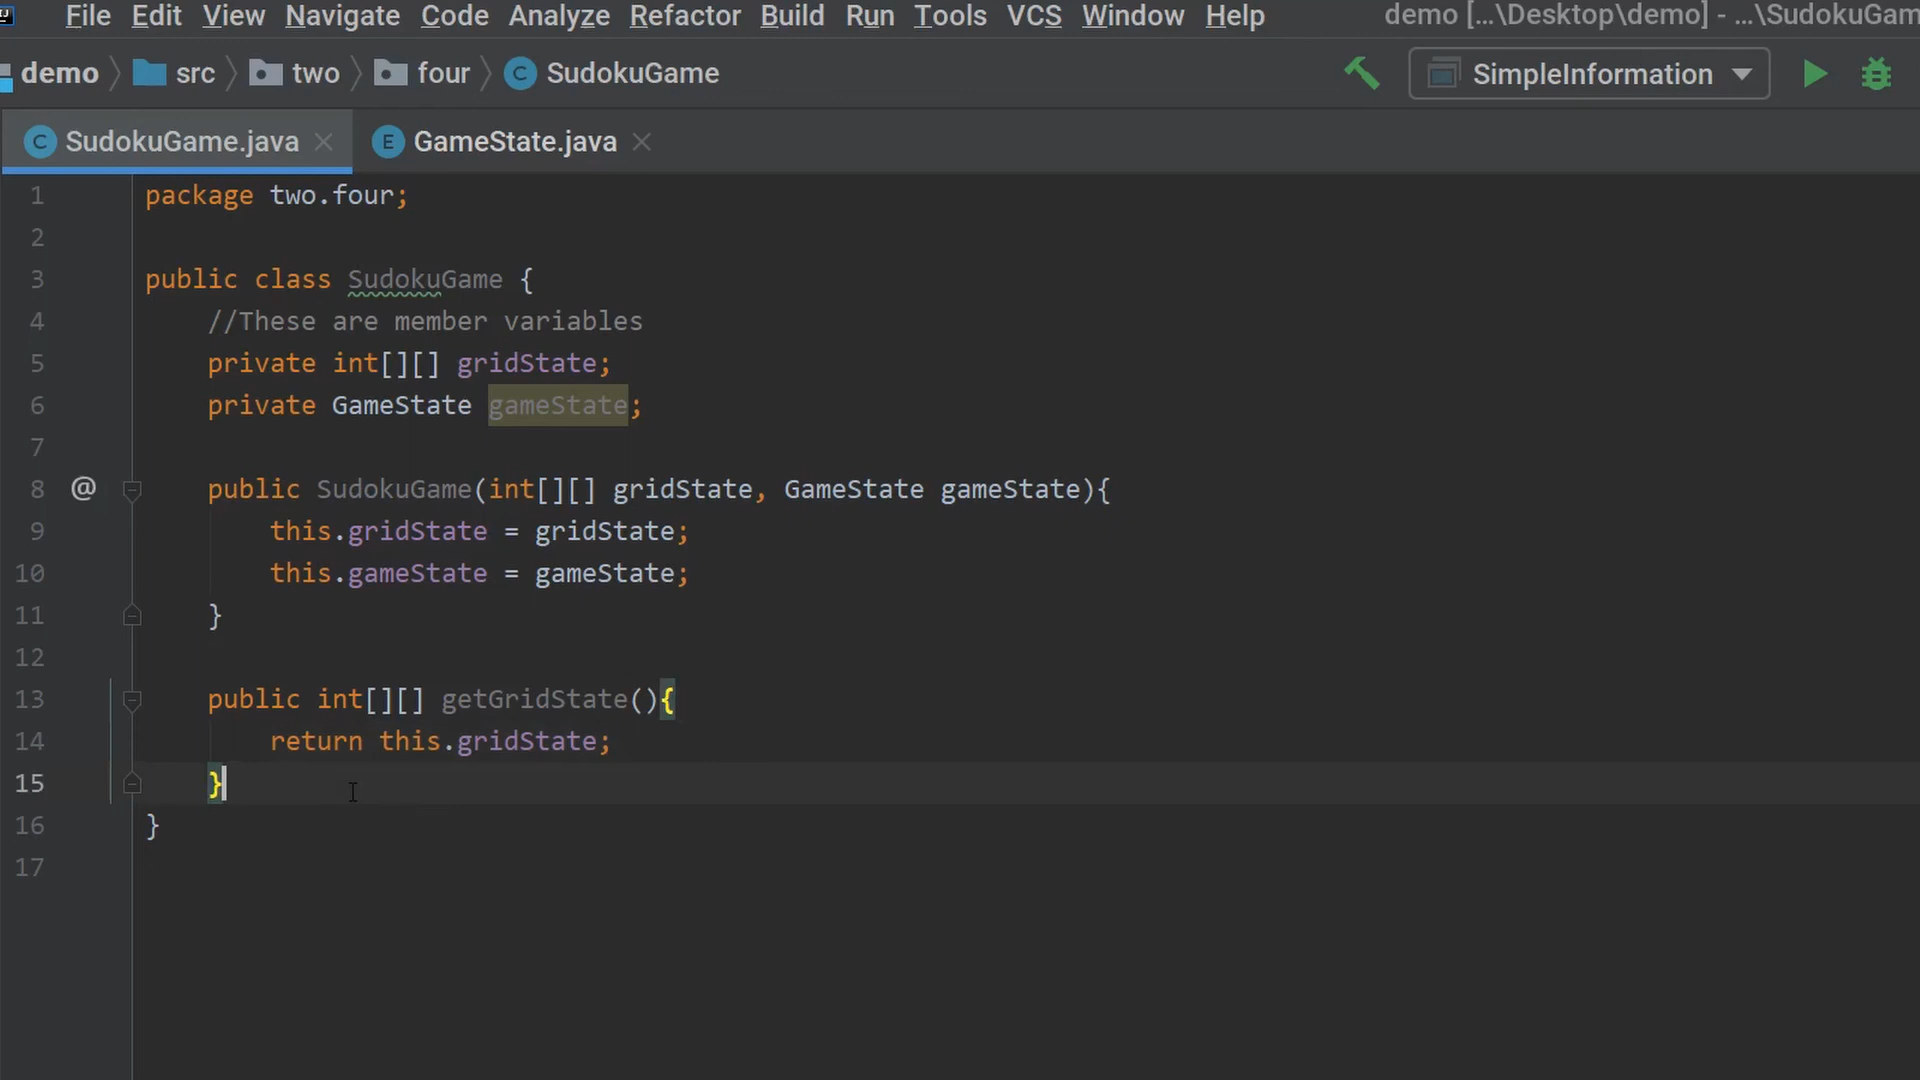 File Edit View Navigate Code Analyze Refactor Build Run Tools VCS Window Help demo [...\Desktop\demo] - ...\SudokuGam
demo src two four C SudokuGame SimpleInformation
C SudokuGame.java E GameState.java
1 package two.four;
2
3 public class SudokuGame {
4 //These are member variables
5 private int[][] gridState;
6 private GameState gameState;
7
8 @ public SudokuGame(int[][] gridState, GameState gameState){
9 this.gridState = gridState;
10 this.gameState = gameState;
11 }
12
13 public int[][] getGridState(){
14 return this.gridState;
15 }
16 }
17